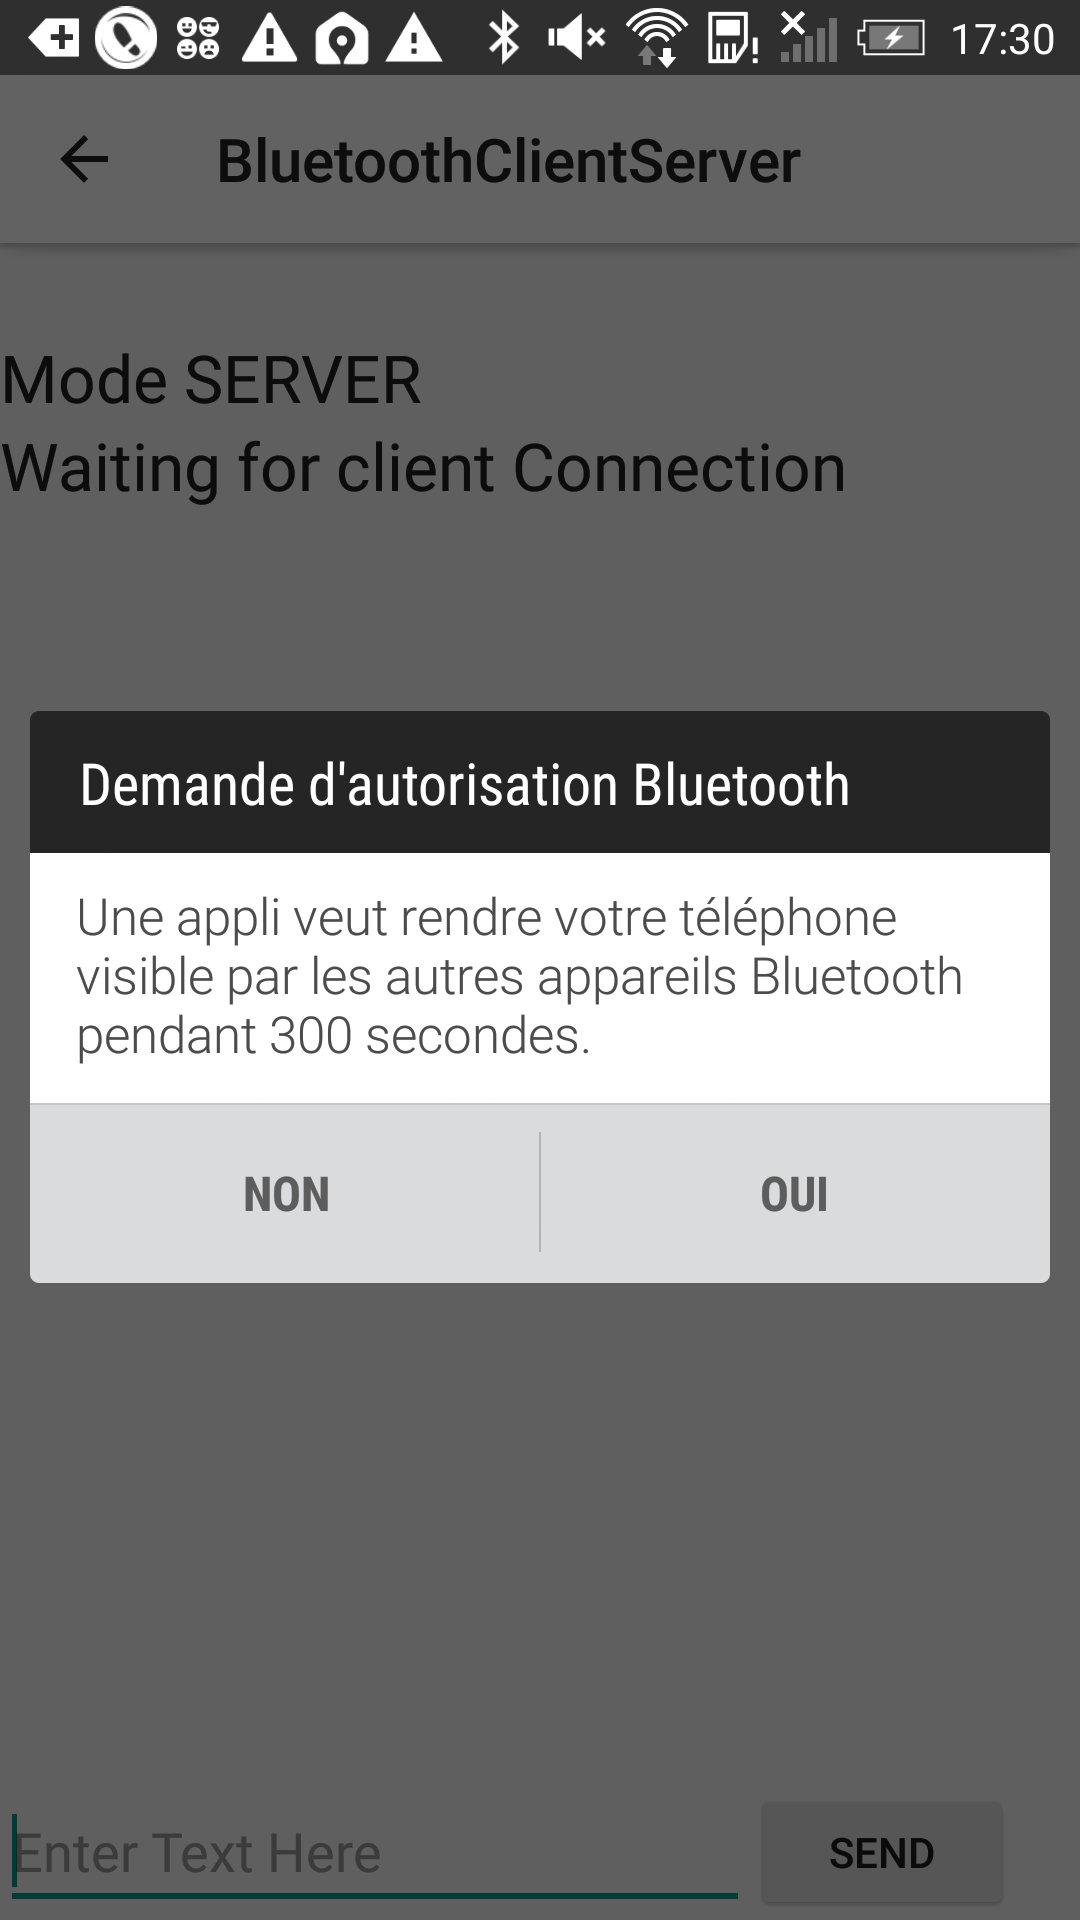 17:30
BluetoothClientServer
Mode SERVER
Waiting for client Connection
Demande d'autorisation Bluetooth
Une appli veut rendre votre téléphone
visible par les autres appareils Bluetooth
pendant 300 secondes.
NON
OUI
Enter Text Here
SEND